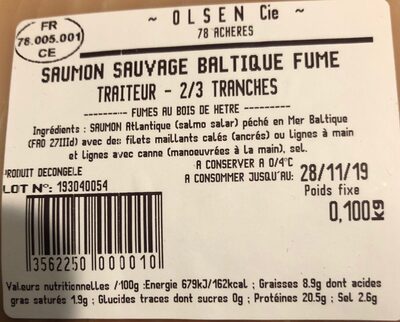 ~ OLSEN Cie ~
78 ACHERES
FR
78.005.001
CE
SAUMON SAUVAGE BALTIQUE FUME
TRAITEUR - 2/3 TRANCHES
FUMES AU BOIS DE HETRE
Ingrédients : SAUMON Atlantique (salmo salar) péché en Mer Baltique
(FAO 27IIId) avec des filets maillants calés (ancrés) ou lignes à main
et lignes avec canne (manoeuvrées à la main), sel.
PRODUIT DECONGELE
A CONSERVER A 0/4°C
LOT N°: 193040054
A CONSOMMER JUSQU'AU: 28/11/19
Poids fixe
0,100Kg
3562250 000010
Valeurs nutritionnelles /100g :Energie 679kJ/162kcal ; Graisses 8.9g dont acides
gras saturés 1.9g ; Glucides traces dont sucres 0g ; Protéines 20.5g ; Sel 2.6g